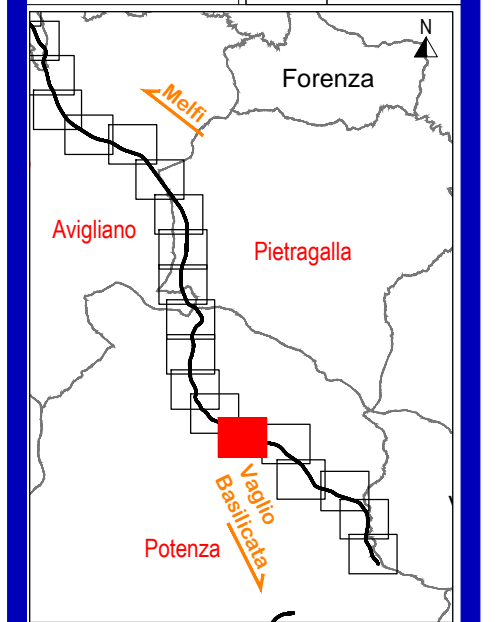 N
Forenza
Melfi
Avigliano
Pietragalla
Vaglio
Basilicata
Potenza